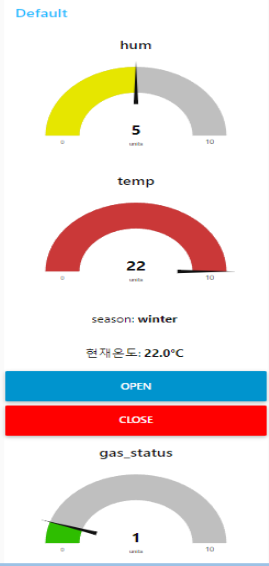 Default
hum
5
0
units
10
temp
22
0
units
10
season: winter
현재온도: 22.0°C
OPEN
CLOSE
gas_status
1
0
units
10